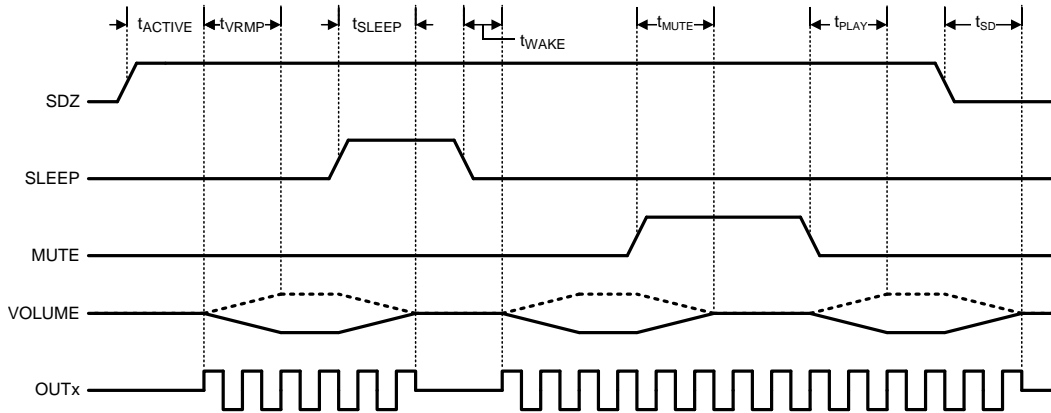 tACTIVE tVRMP tSLEEP tWAKE tMUTE tPLAY tSD
SDZ
SLEEP
MUTE
VOLUME
OUTx